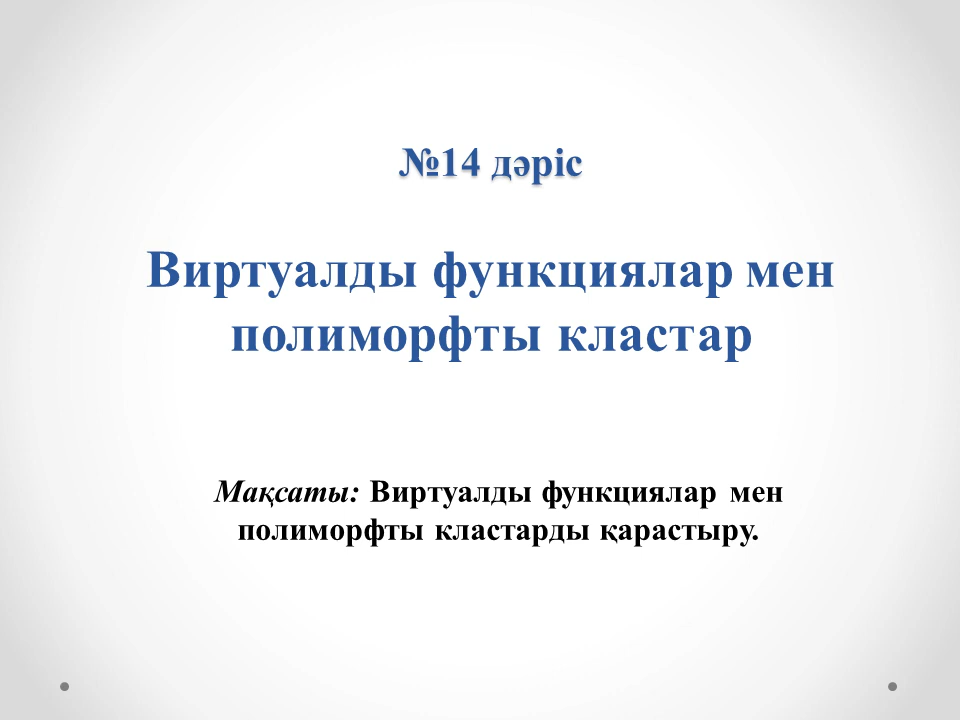 №14 дәріс
Виртуалды функциялар мен
полиморфты кластар
Мақсаты: Виртуалды функциялар мен
полиморфты кластарды қарастыру.